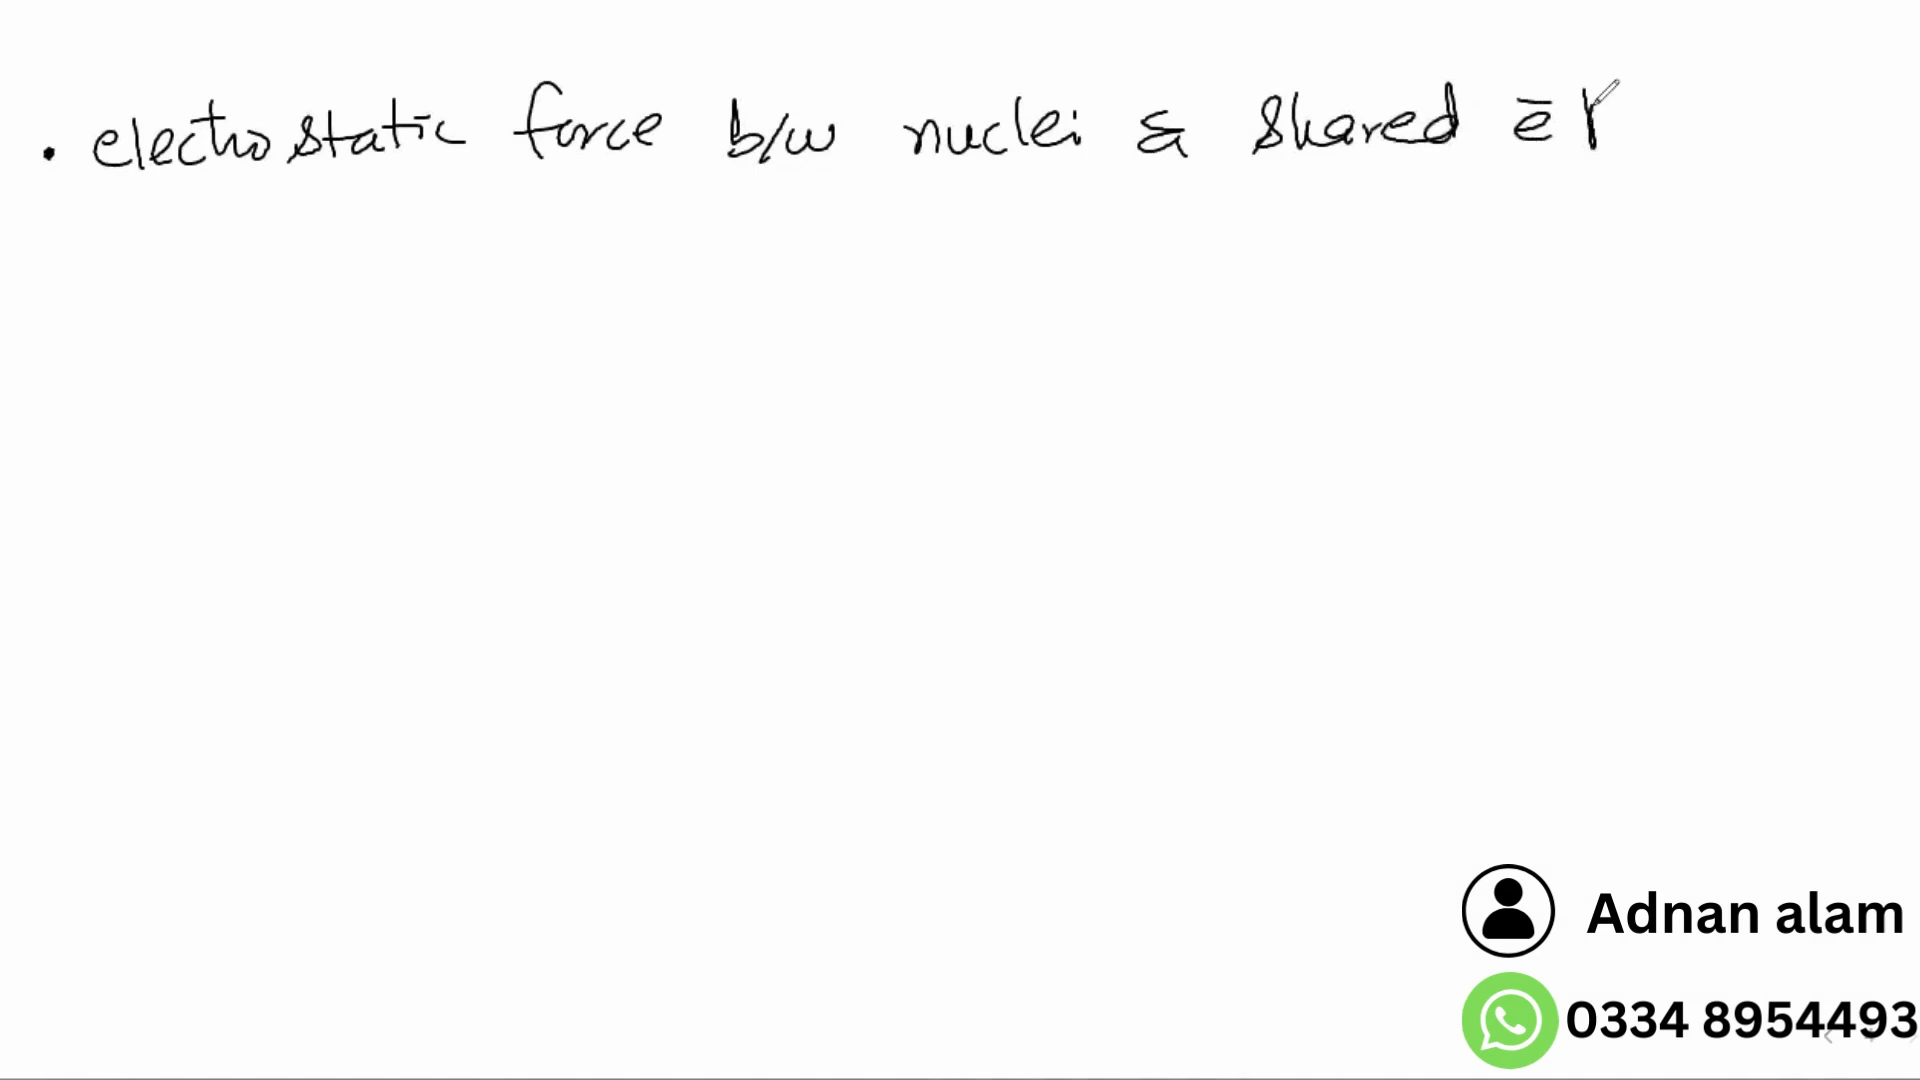 • electrostatic force b/w nuclei & shared ē
Adnan alam
0334 8954493